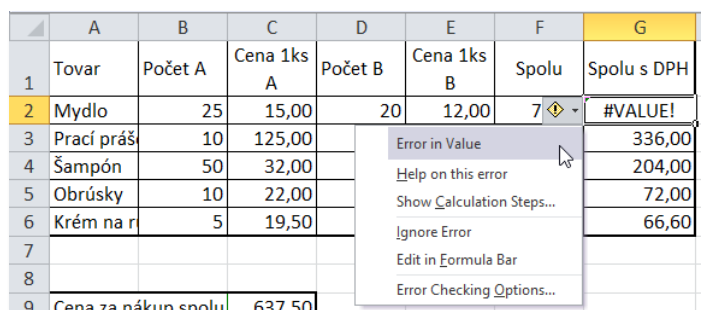 A B C D E F G
1 Tovar Počet A Cena 1ks A Počet B Cena 1ks B Spolu Spolu s DPH
2 Mydlo 25 15,00 20 12,00 7 #VALUE!
3 Prací práš 10 125,00 336,00
4 Šampón 50 32,00 204,00
5 Obrúsky 10 22,00 72,00
6 Krém na r 5 19,50 66,60
7
8
9 Cena za nákup spolu 637,50
Error in Value
Help on this error
Show Calculation Steps...
Ignore Error
Edit in Formula Bar
Error Checking Options...